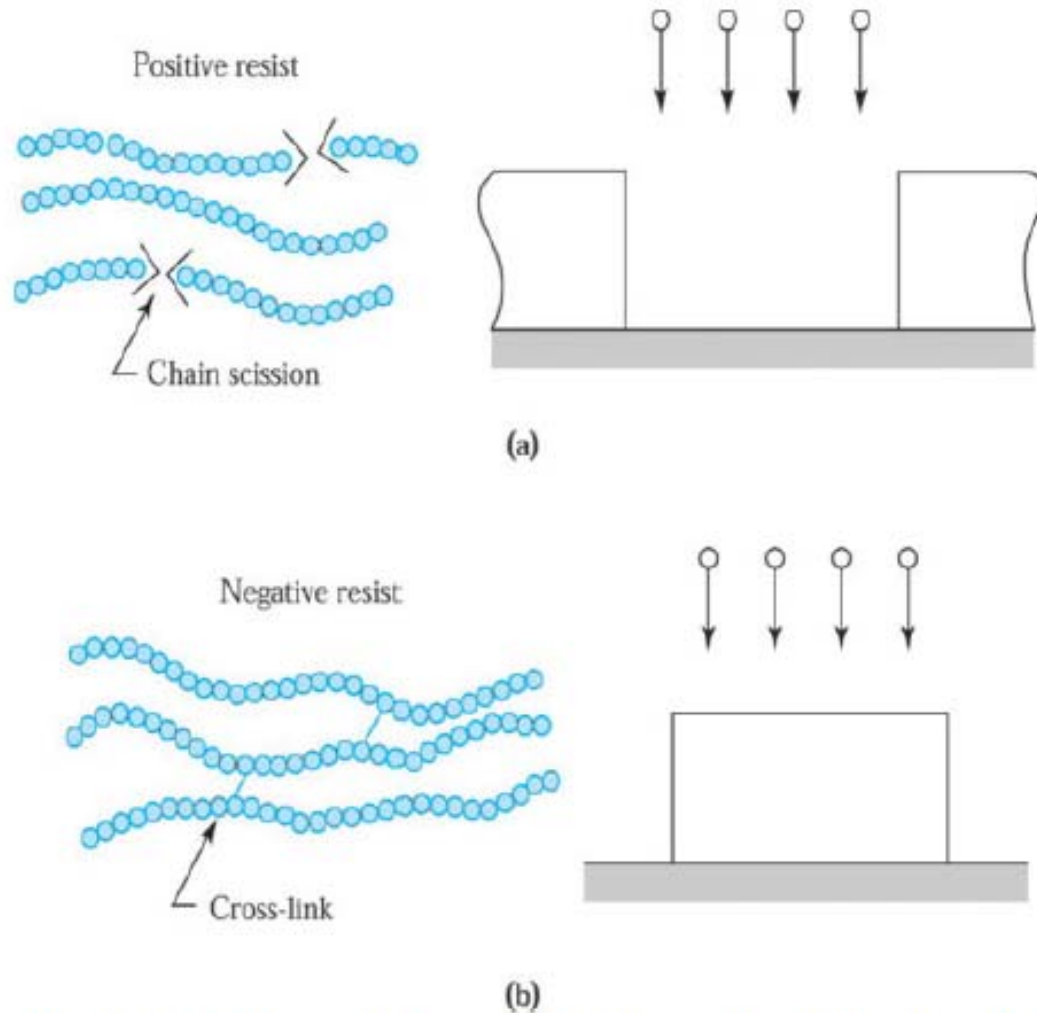 Positive resist
Chain scission
(a)
Negative resist
Cross-link
(b)